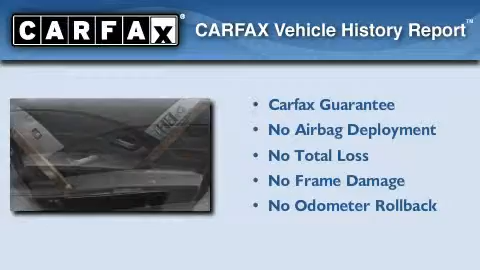 CARFAX® CARFAX Vehicle History Report™
• Carfax Guarantee
• No Airbag Deployment
• No Total Loss
• No Frame Damage
• No Odometer Rollback